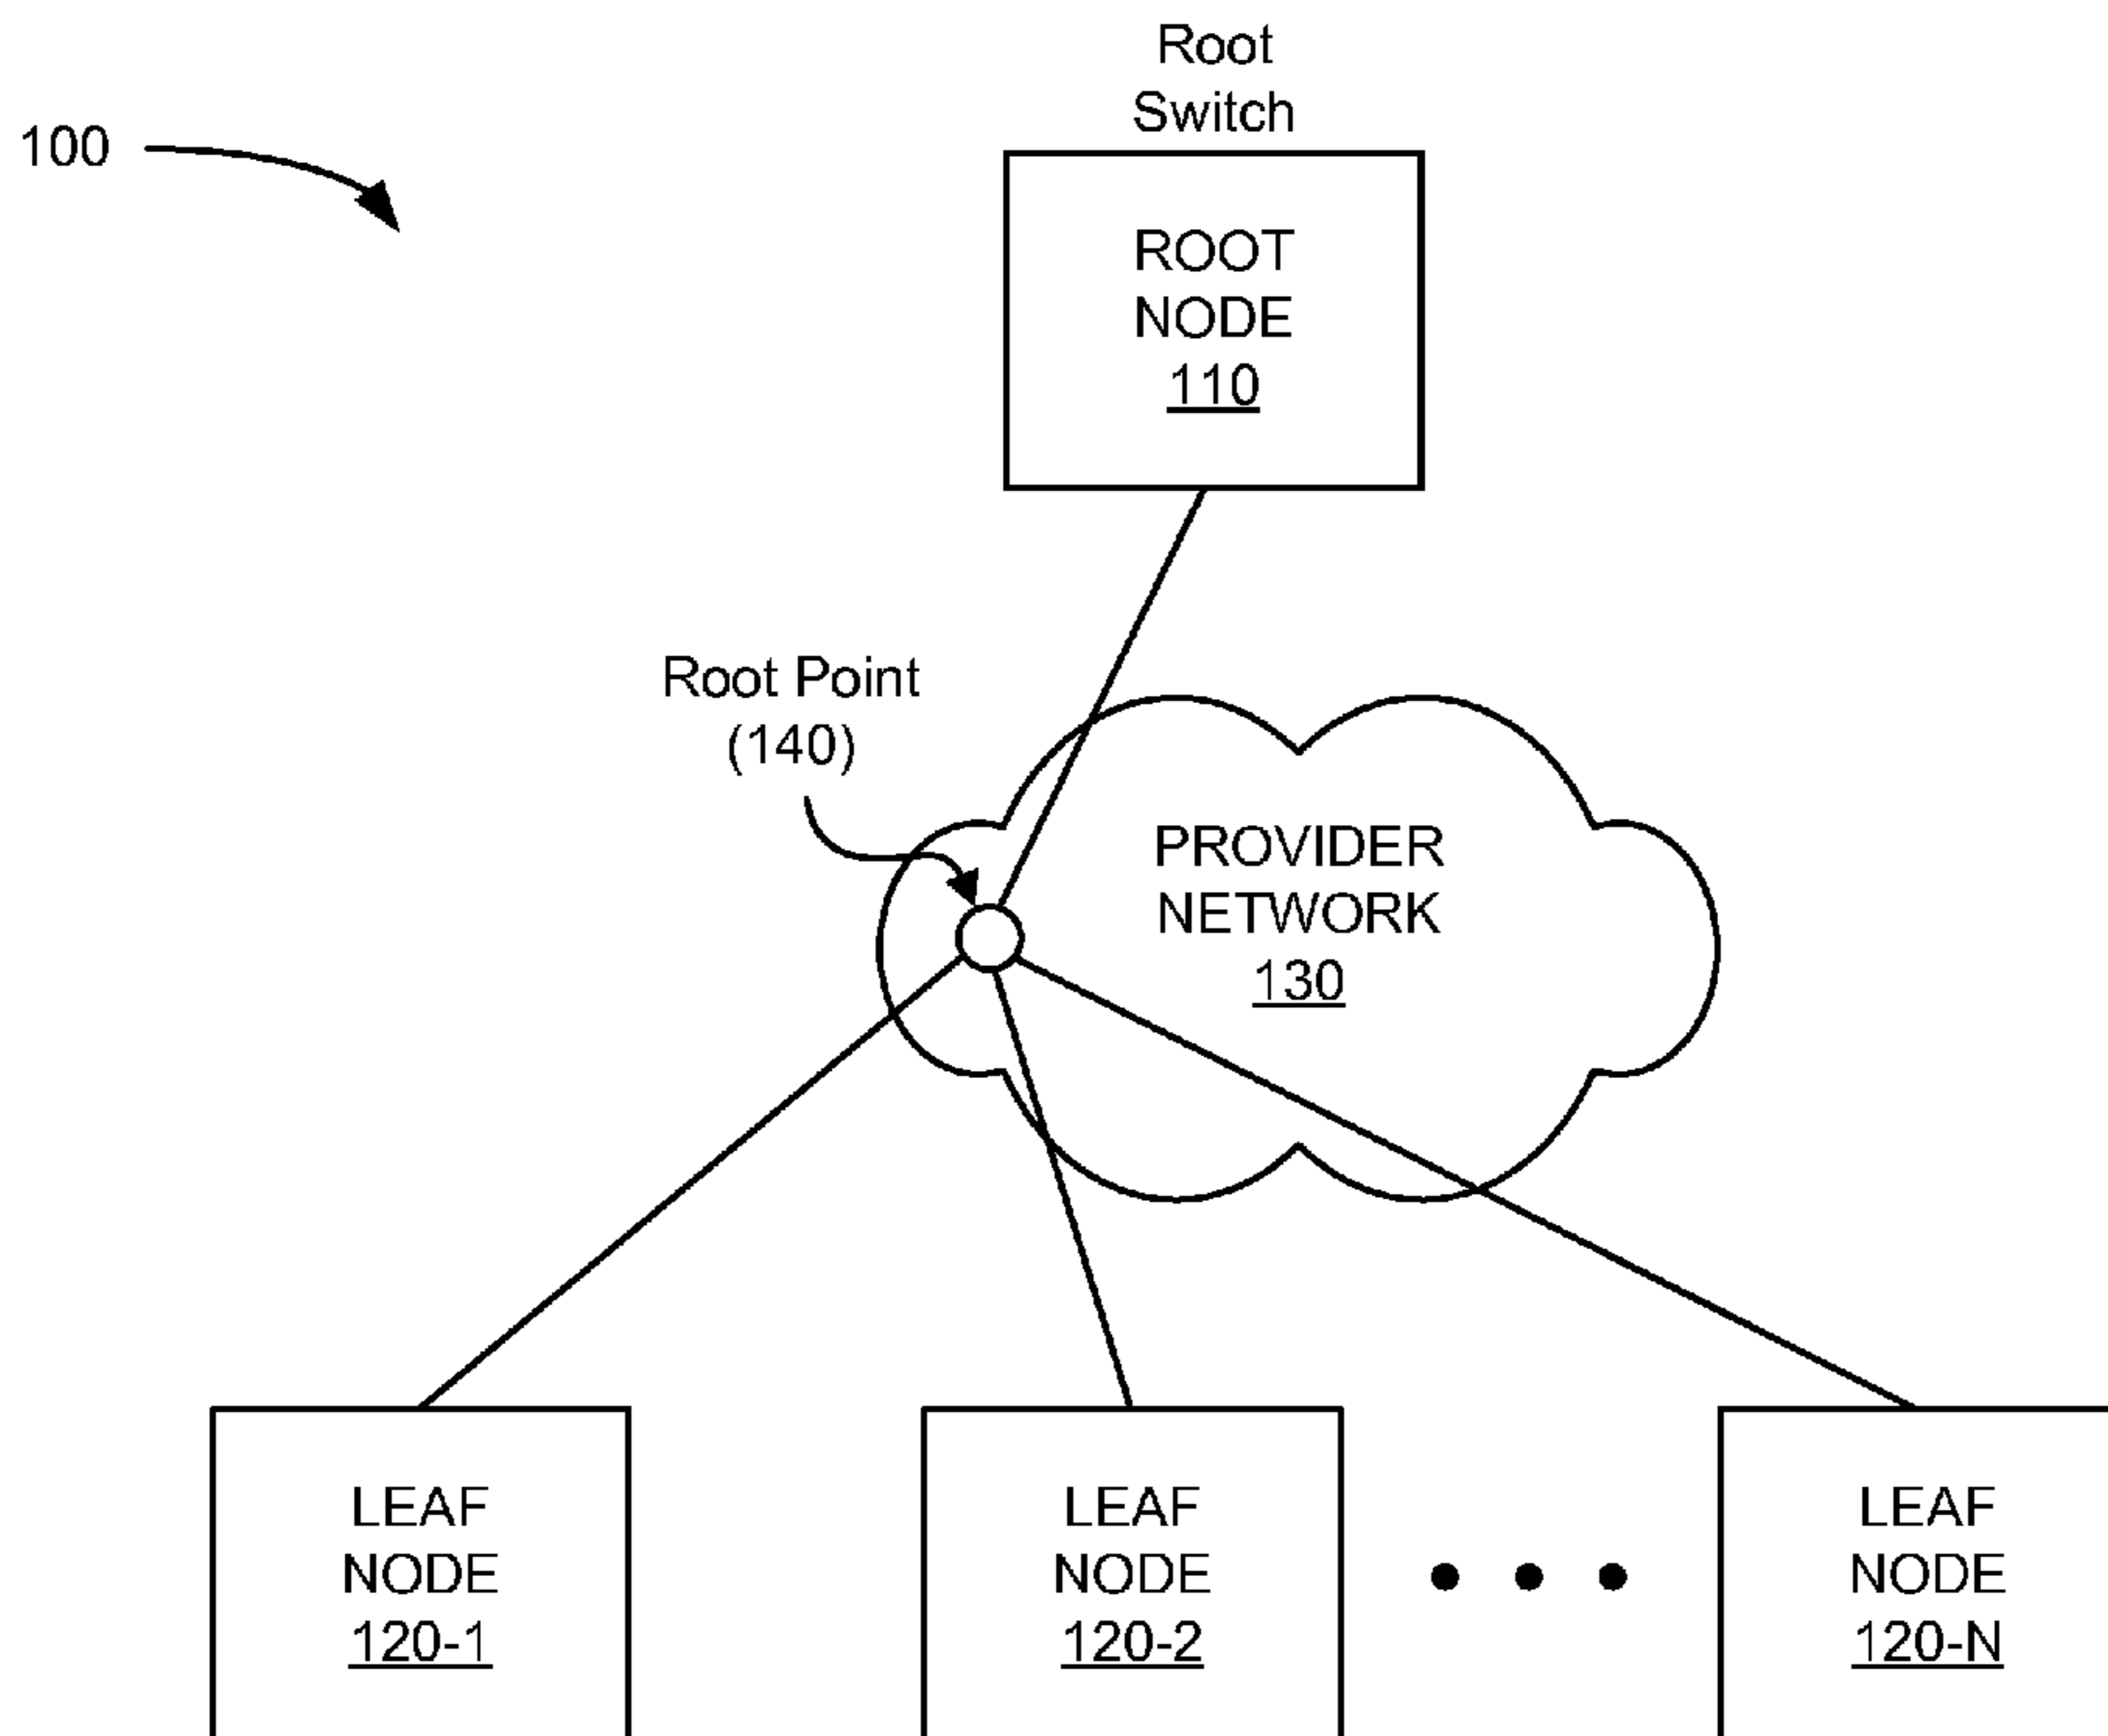 Root
Switch
100
ROOT
NODE
110
Root Point
(140)
PROVIDER
NETWORK
130
LEAF
NODE
120-1
LEAF
NODE
120-2
LEAF
NODE
120-N